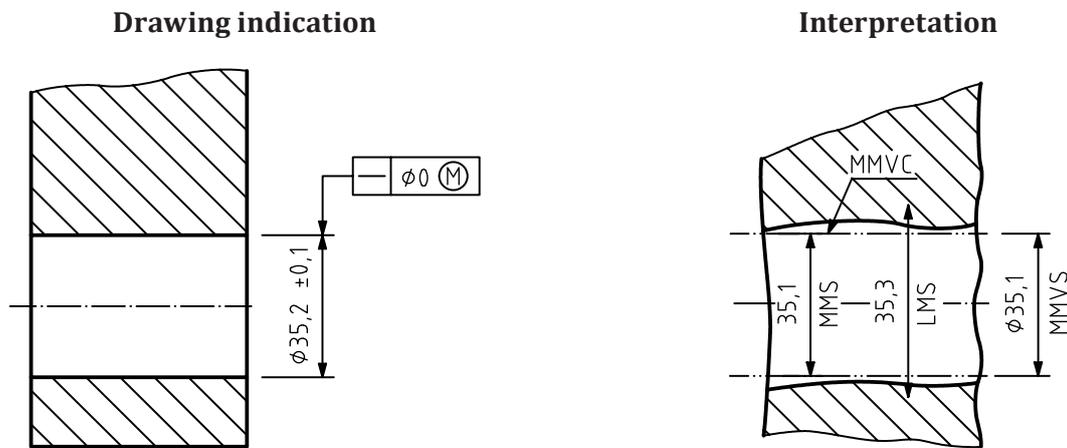 Drawing indication
Interpretation
— ϕ0 Ⓜ
ϕ35,2 ±0,1
MMVC
35,1
MMS
35,3
LMS
ϕ35,1
MMVS